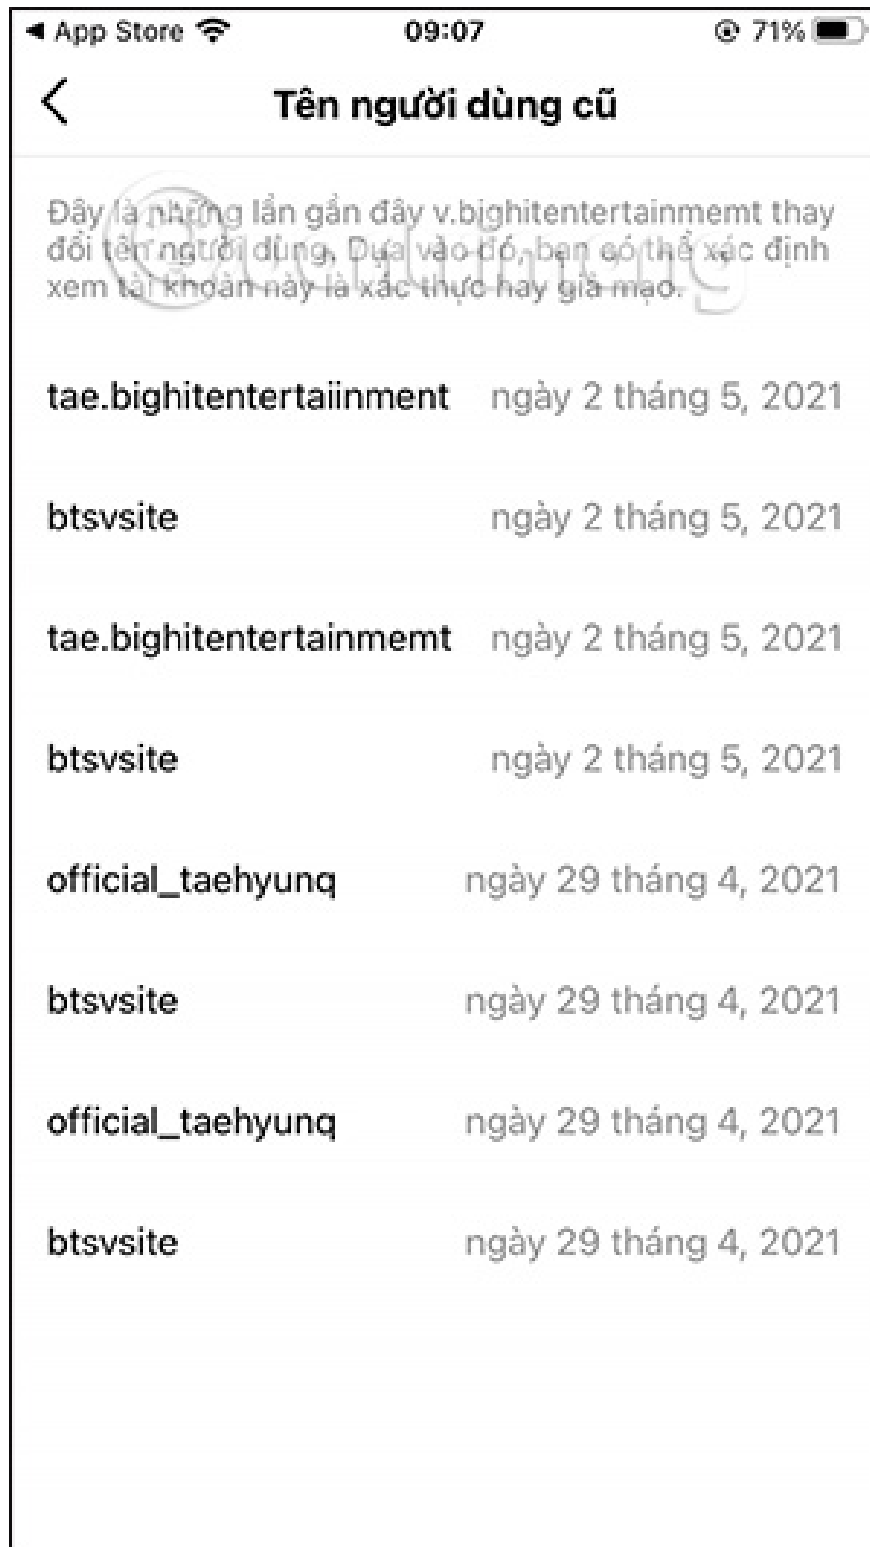 App Store
09:07
71%
Tên người dùng cũ
Đây là những lần gần đây v.bighitentertainmemt thay
đổi tên người dùng. Dựa vào đó, bạn có thể xác định
xem tài khoản này là xác thực hay giả mạo.
tae.bighitentertaiinment ngày 2 tháng 5, 2021
btsvsite ngày 2 tháng 5, 2021
tae.bighitentertainmemt ngày 2 tháng 5, 2021
btsvsite ngày 2 tháng 5, 2021
official_taehyunq ngày 29 tháng 4, 2021
btsvsite ngày 29 tháng 4, 2021
official_taehyunq ngày 29 tháng 4, 2021
btsvsite ngày 29 tháng 4, 2021